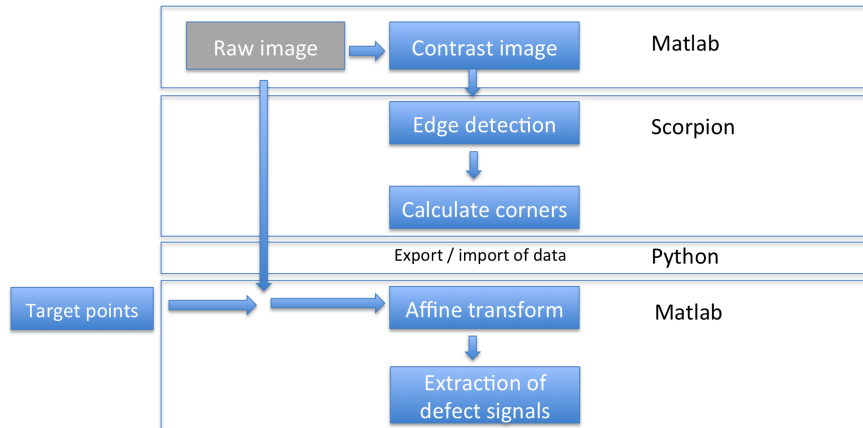 Raw image
Contrast image
Matlab
Edge detection
Scorpion
Calculate corners
Export / import of data
Python
Target points
Affine transform
Matlab
Extraction of
defect signals